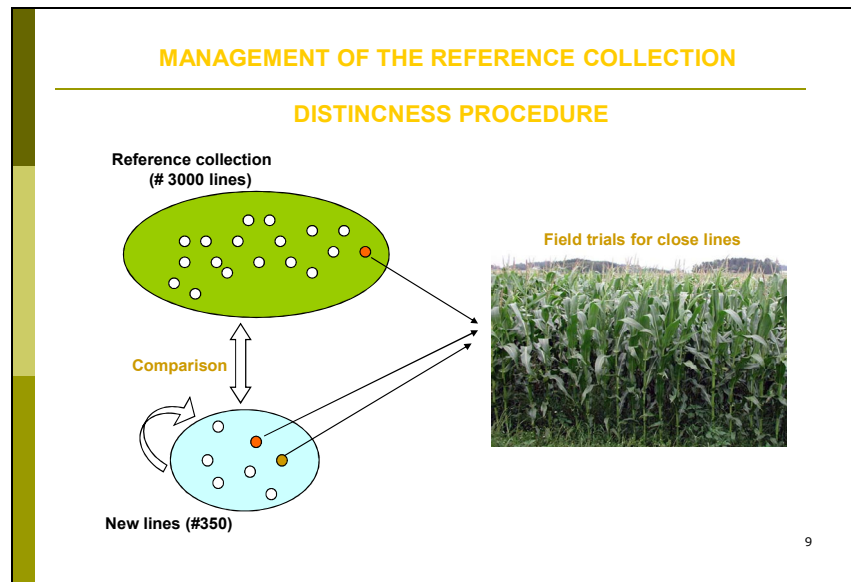 MANAGEMENT OF THE REFERENCE COLLECTION
DISTINCNESS PROCEDURE
Reference collection
(# 3000 lines)
Field trials for close lines
Comparison
New lines (#350)
9